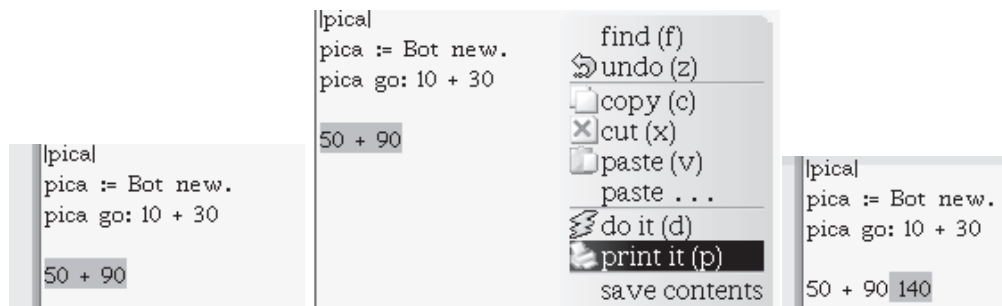 |pica|
pica := Bot new.
pica go: 10 + 30
50 + 90
|pica|
pica := Bot new.
pica go: 10 + 30
50 + 90
find (f)
undo (z)
copy (c)
cut (x)
paste (v)
paste . . .
do it (d)
print it (p)
save contents
|pica|
pica := Bot new.
pica go: 10 + 30
50 + 90 140